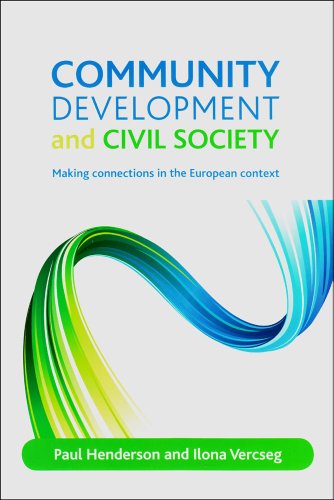 COMMUNITY
DEVELOPMENT
and CIVIL SOCIETY
Making connections in the European context
Paul Henderson and Ilona Vercseg